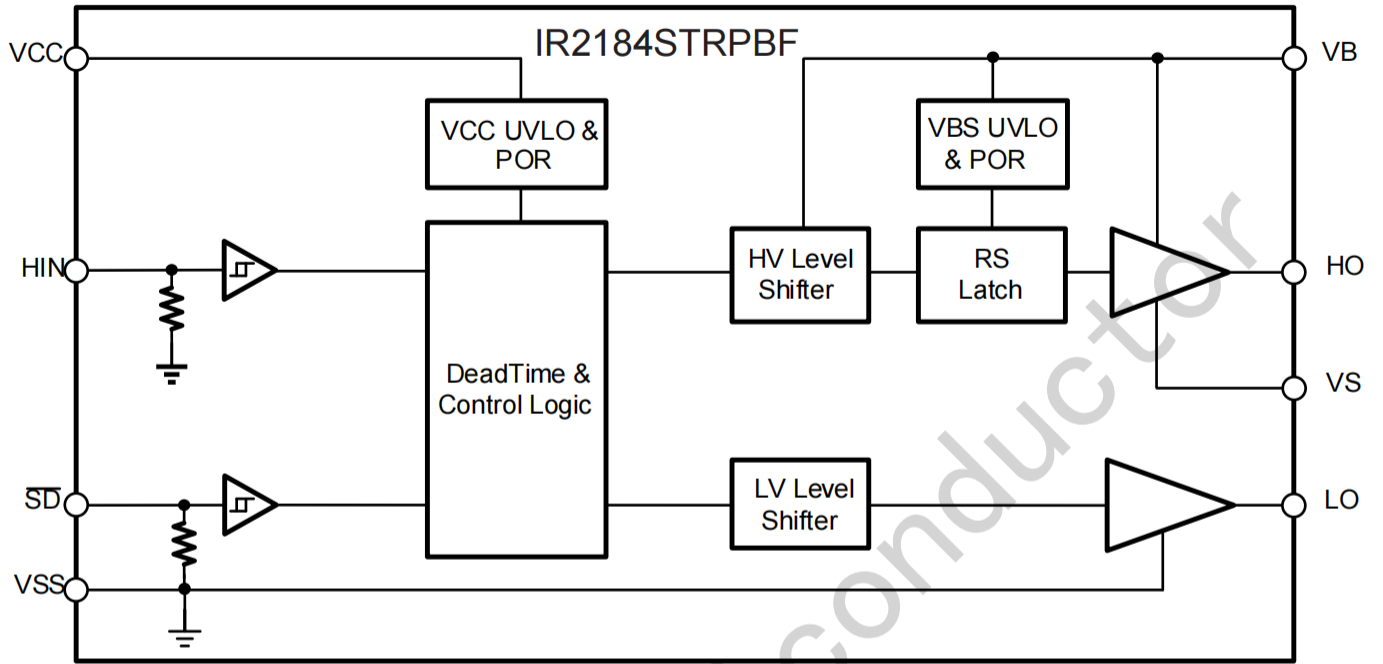 IR2184STRPBF
VCC
VB
VCC UVLO &
POR
VBS UVLO
& POR
HIN
HV Level
Shifter
RS
Latch
HO
DeadTime &
Control Logic
VS
SD
LV Level
Shifter
LO
VSS
conductor